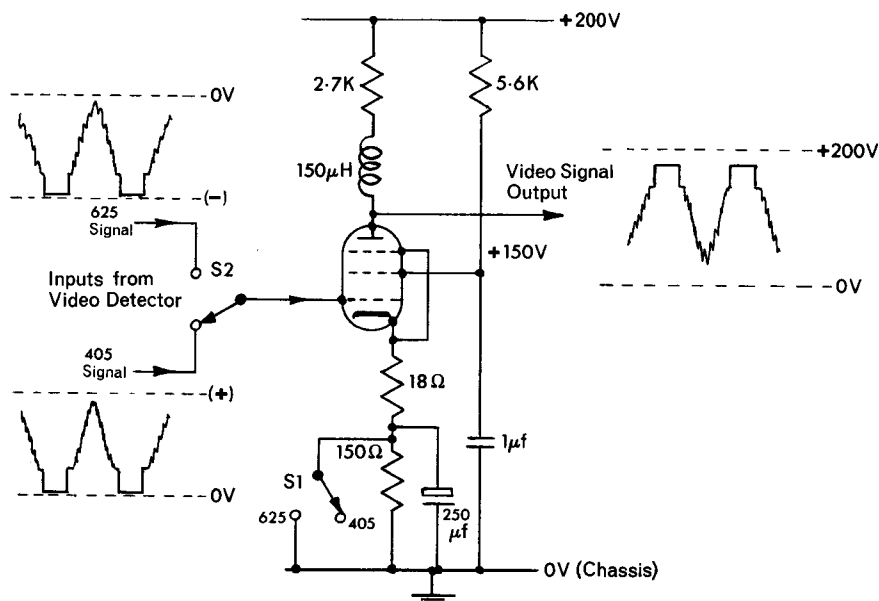 +200V
2·7K
5·6K
0V
150μH
Video Signal
Output
+200V
(-)
625
Signal
S2
+150V
Inputs from
Video Detector
0V
405
Signal
(+)
18Ω
150Ω
1μf
S1
0V
625
405
250
μf
0V (Chassis)